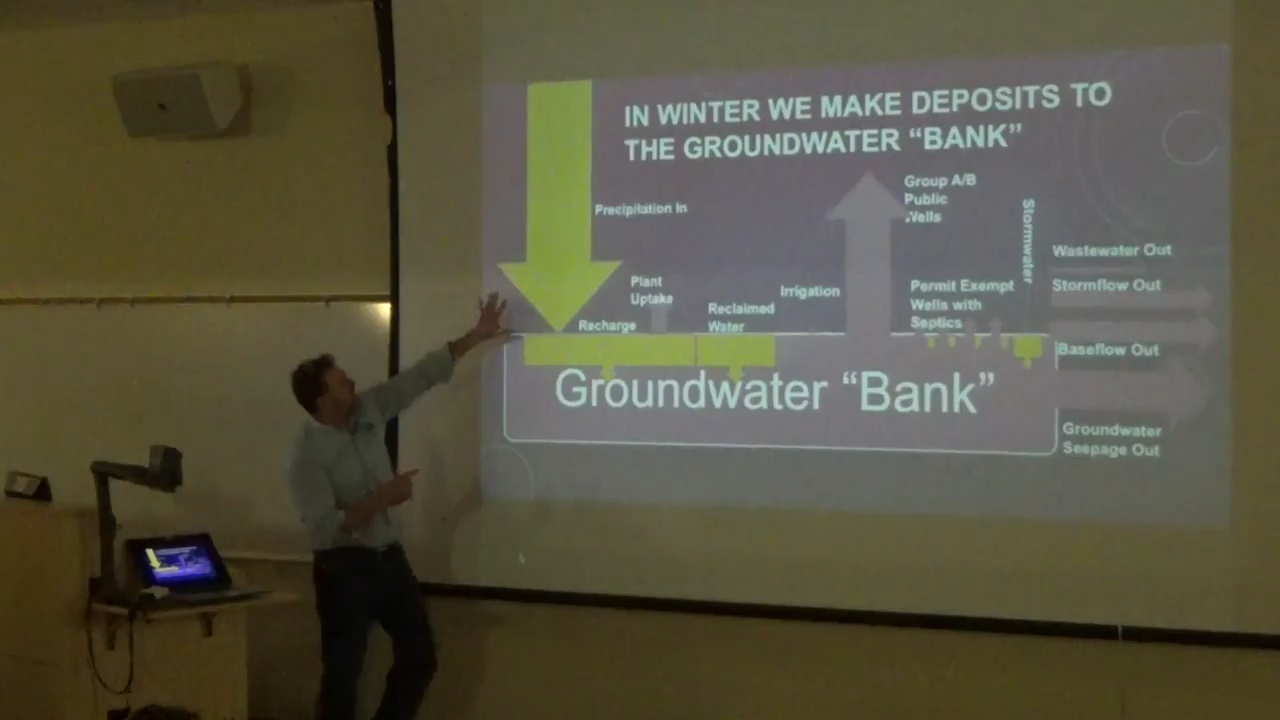 IN WINTER WE MAKE DEPOSITS TO
THE GROUNDWATER “BANK”
Precipitation In
Group A/B
Public
Wells
Stormwater
Wastewater Out
Plant
Uptake
Irrigation
Permit Exempt
Wells with
Septics
Stormflow Out
Reclaimed
Water
Recharge
Baseflow Out
Groundwater “Bank”
Groundwater
Seepage Out